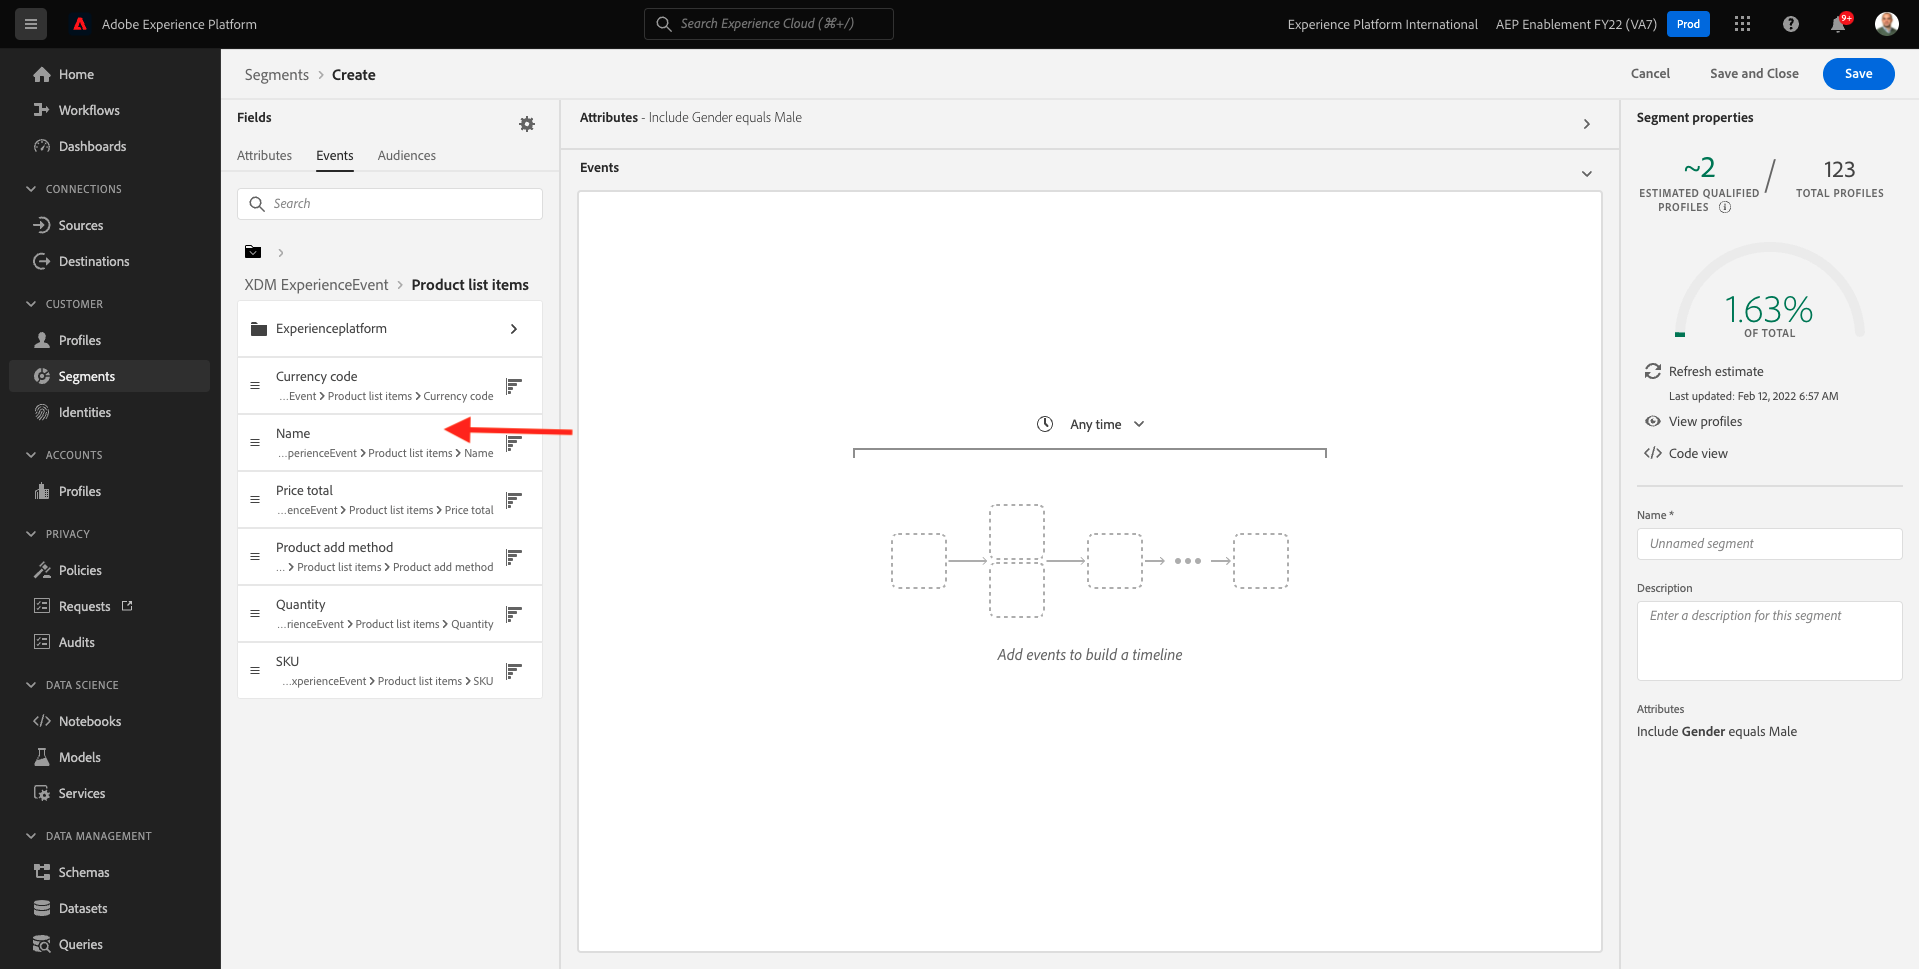 Adobe Experience Platform
Search Experience Cloud (⌘+/)
Experience Platform International
AEP Enablement FY22 (VA7)
Prod
9+
Home
Workflows
Dashboards
CONNECTIONS
Sources
Destinations
CUSTOMER
Profiles
Segments
Identities
ACCOUNTS
Profiles
PRIVACY
Policies
Requests
Audits
DATA SCIENCE
Notebooks
Models
Services
DATA MANAGEMENT
Schemas
Datasets
Queries
Segments > Create
Cancel
Save and Close
Save
Fields
Attributes
Events
Audiences
Search
XDM ExperienceEvent > Product list items
Experienceplatform
Currency code
...Event > Product list items > Currency code
Name
...perienceEvent > Product list items > Name
Price total
...enceEvent > Product list items > Price total
Product add method
... > Product list items > Product add method
Quantity
...rienceEvent > Product list items > Quantity
SKU
...xperienceEvent > Product list items > SKU
Attributes - Include Gender equals Male
Events
Any time
Add events to build a timeline
Segment properties
~2 / 123
ESTIMATED QUALIFIED
PROFILES
TOTAL PROFILES
1.63%
OF TOTAL
Refresh estimate
Last updated: Feb 12, 2022 6:57 AM
View profiles
Code view
Name *
Unnamed segment
Description
Enter a description for this segment
Attributes
Include Gender equals Male